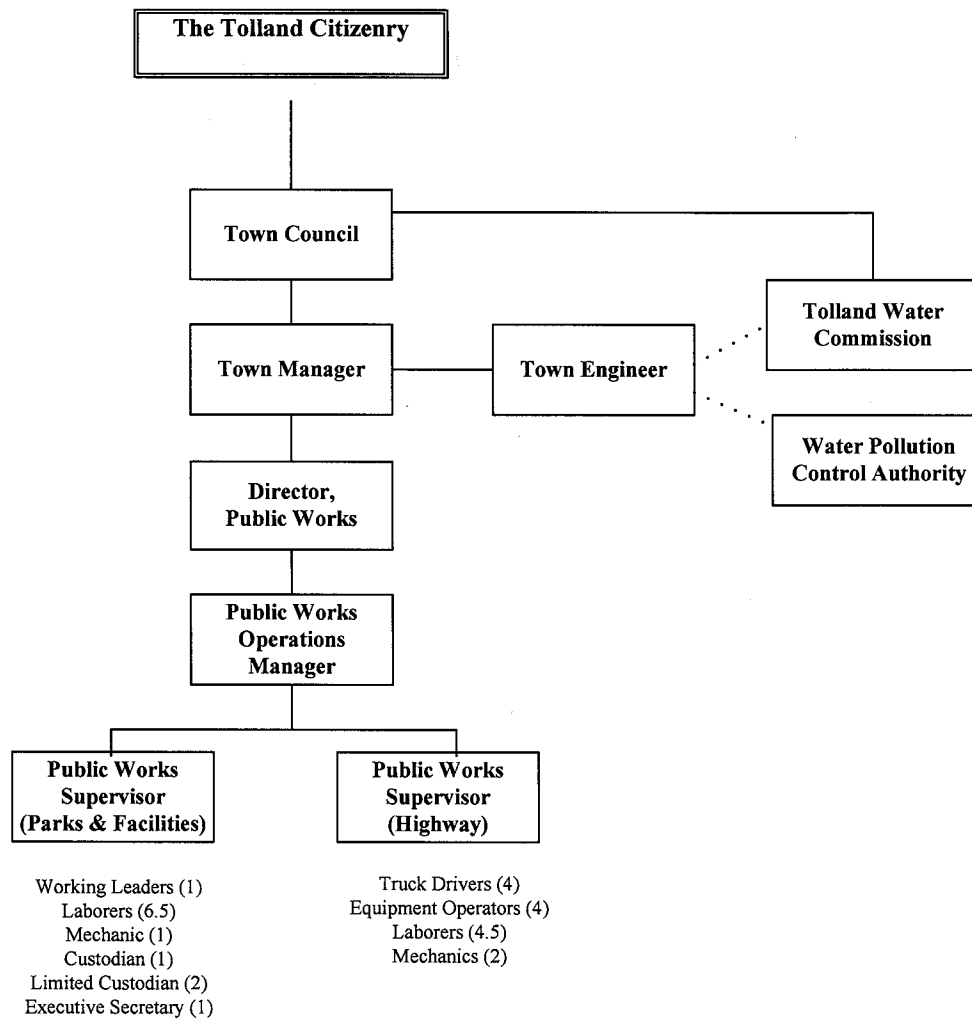 The Tolland Citizenry
Town Council
Tolland Water
Commission
Town Manager
Town Engineer
Water Pollution
Control Authority
Director,
Public Works
Public Works
Operations
Manager
Public Works
Supervisor
(Parks & Facilities)
Public Works
Supervisor
(Highway)
Working Leaders (1)
Laborers (6.5)
Mechanic (1)
Custodian (1)
Limited Custodian (2)
Executive Secretary (1)
Truck Drivers (4)
Equipment Operators (4)
Laborers (4.5)
Mechanics (2)